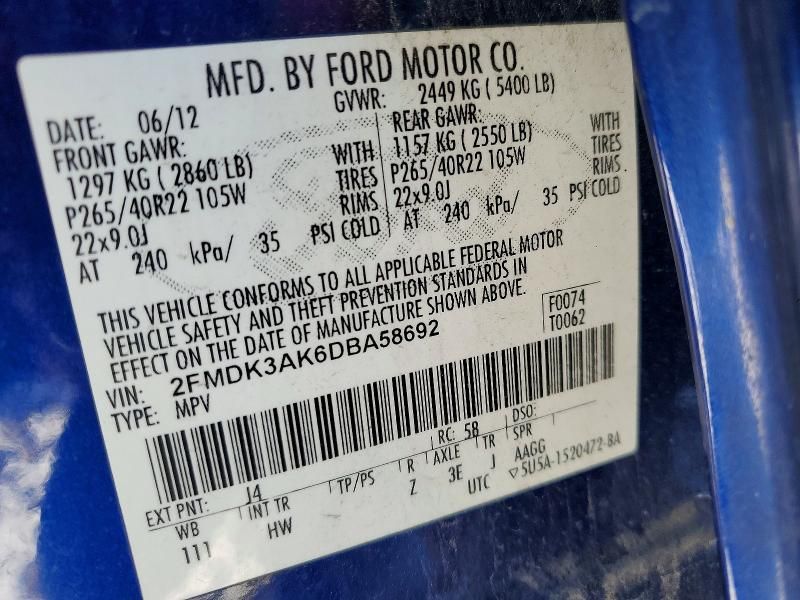 MFD. BY FORD MOTOR CO.
DATE: 06/12 GVWR: 2449 KG ( 5400 LB)
FRONT GAWR: REAR GAWR:
1297 KG ( 2860 LB) WITH 1157 KG ( 2550 LB) WITH
P265/40R22 105W TIRES P265/40R22 105W TIRES
22x9.0J RIMS 22x9.0J RIMS
AT 240 kPa/ 35 PSI COLD AT 240 kPa/ 35 PSI COLD
THIS VEHICLE CONFORMS TO ALL APPLICABLE FEDERAL MOTOR
VEHICLE SAFETY AND THEFT PREVENTION STANDARDS IN
EFFECT ON THE DATE OF MANUFACTURE SHOWN ABOVE.
F0074
VIN: 2FMDK3AK6DBA58692 T0062
TYPE: MPV
RC: 58 DSO:
EXT PNT: J4
WB INT TR TP/PS R AXLE TR SPR
111 HW Z 3E J AAGG
UTC ▽5U5A-1520472-BA